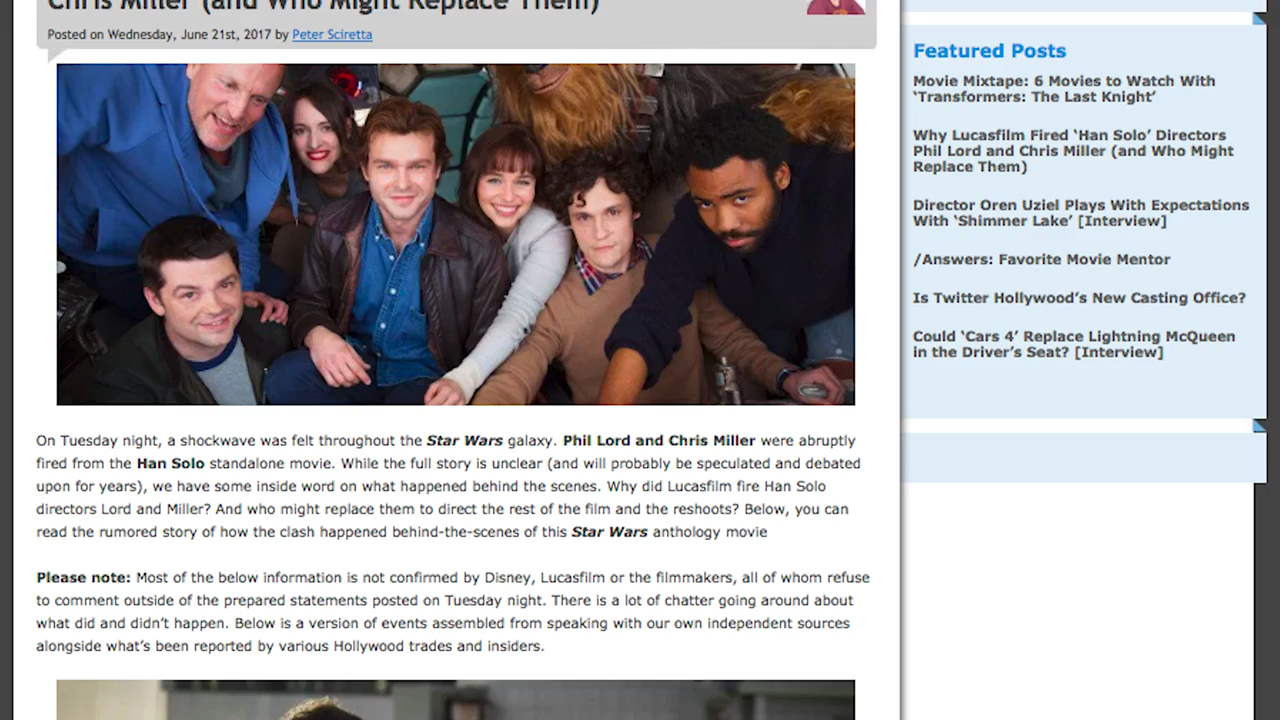 Chris Miller (and Who Might Replace Them)
Posted on Wednesday, June 21st, 2017 by Peter Sciretta
On Tuesday night, a shockwave was felt throughout the Star Wars galaxy. Phil Lord and Chris Miller were abruptly
fired from the Han Solo standalone movie. While the full story is unclear (and will probably be speculated and debated
upon for years), we have some inside word on what happened behind the scenes. Why did Lucasfilm fire Han Solo
directors Lord and Miller? And who might replace them to direct the rest of the film and the reshoots? Below, you can
read the rumored story of how the clash happened behind-the-scenes of this Star Wars anthology movie
Please note: Most of the below information is not confirmed by Disney, Lucasfilm or the filmmakers, all of whom refuse
to comment outside of the prepared statements posted on Tuesday night. There is a lot of chatter going around about
what did and didn’t happen. Below is a version of events assembled from speaking with our own independent sources
alongside what’s been reported by various Hollywood trades and insiders.
Featured Posts
Movie Mixtape: 6 Movies to Watch With
‘Transformers: The Last Knight’
Why Lucasfilm Fired ‘Han Solo’ Directors
Phil Lord and Chris Miller (and Who Might
Replace Them)
Director Oren Uziel Plays With Expectations
With ‘Shimmer Lake’ [Interview]
/Answers: Favorite Movie Mentor
Is Twitter Hollywood’s New Casting Office?
Could ‘Cars 4’ Replace Lightning McQueen
in the Driver’s Seat? [Interview]